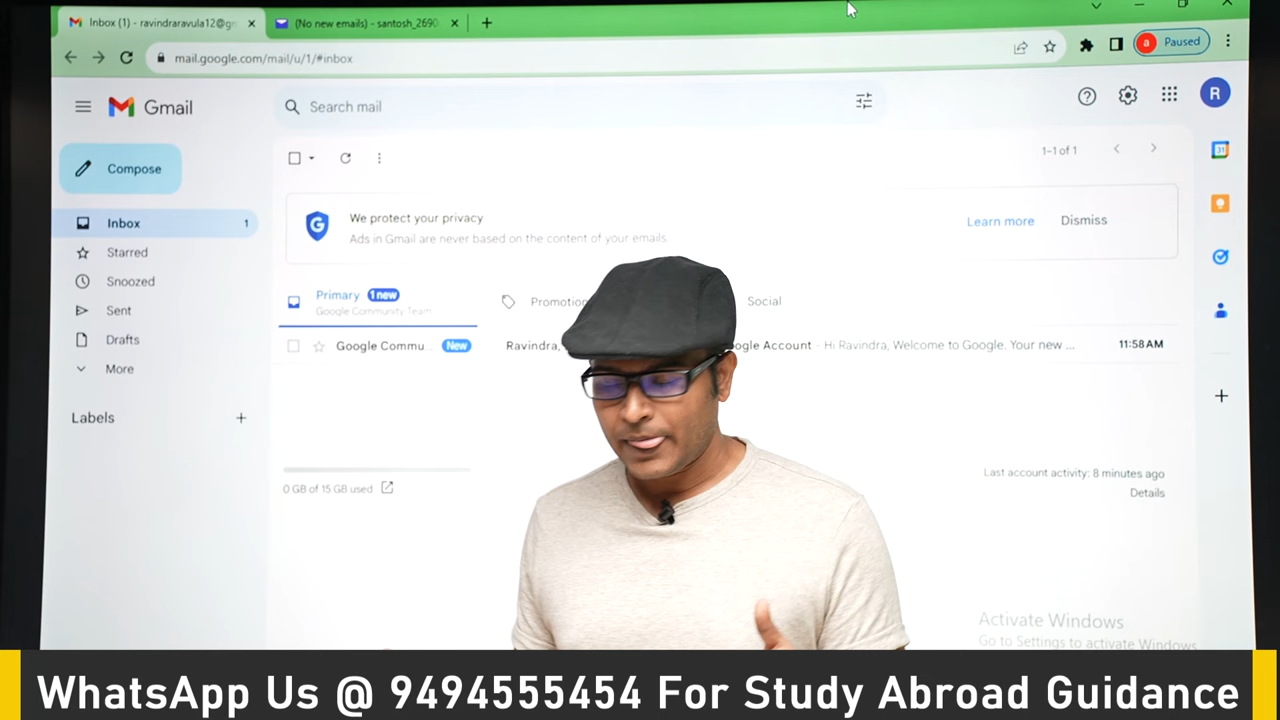 Inbox (1) - ravindraravula12@gm
(No new emails) - santosh_2690
mail.google.com/mail/u/1/#inbox
a Paused
Gmail
Search mail
R
Compose
1-1 of 1
31
We protect your privacy
Ads in Gmail are never based on the content of your emails.
Learn more
Dismiss
Inbox 1
Starred
Snoozed
Sent
Drafts
More
Labels
Primary 1 new
Google Community Team
Social
Google Commu... New
Ravindra,
Account - Hi Ravindra, Welcome to Google. Your new ...
11:58 AM
0 GB of 15 GB used
Last account activity: 8 minutes ago
Details
Activate Windows
Go to Settings to activate Windows.
WhatsApp Us @ 9494555454 For Study Abroad Guidance